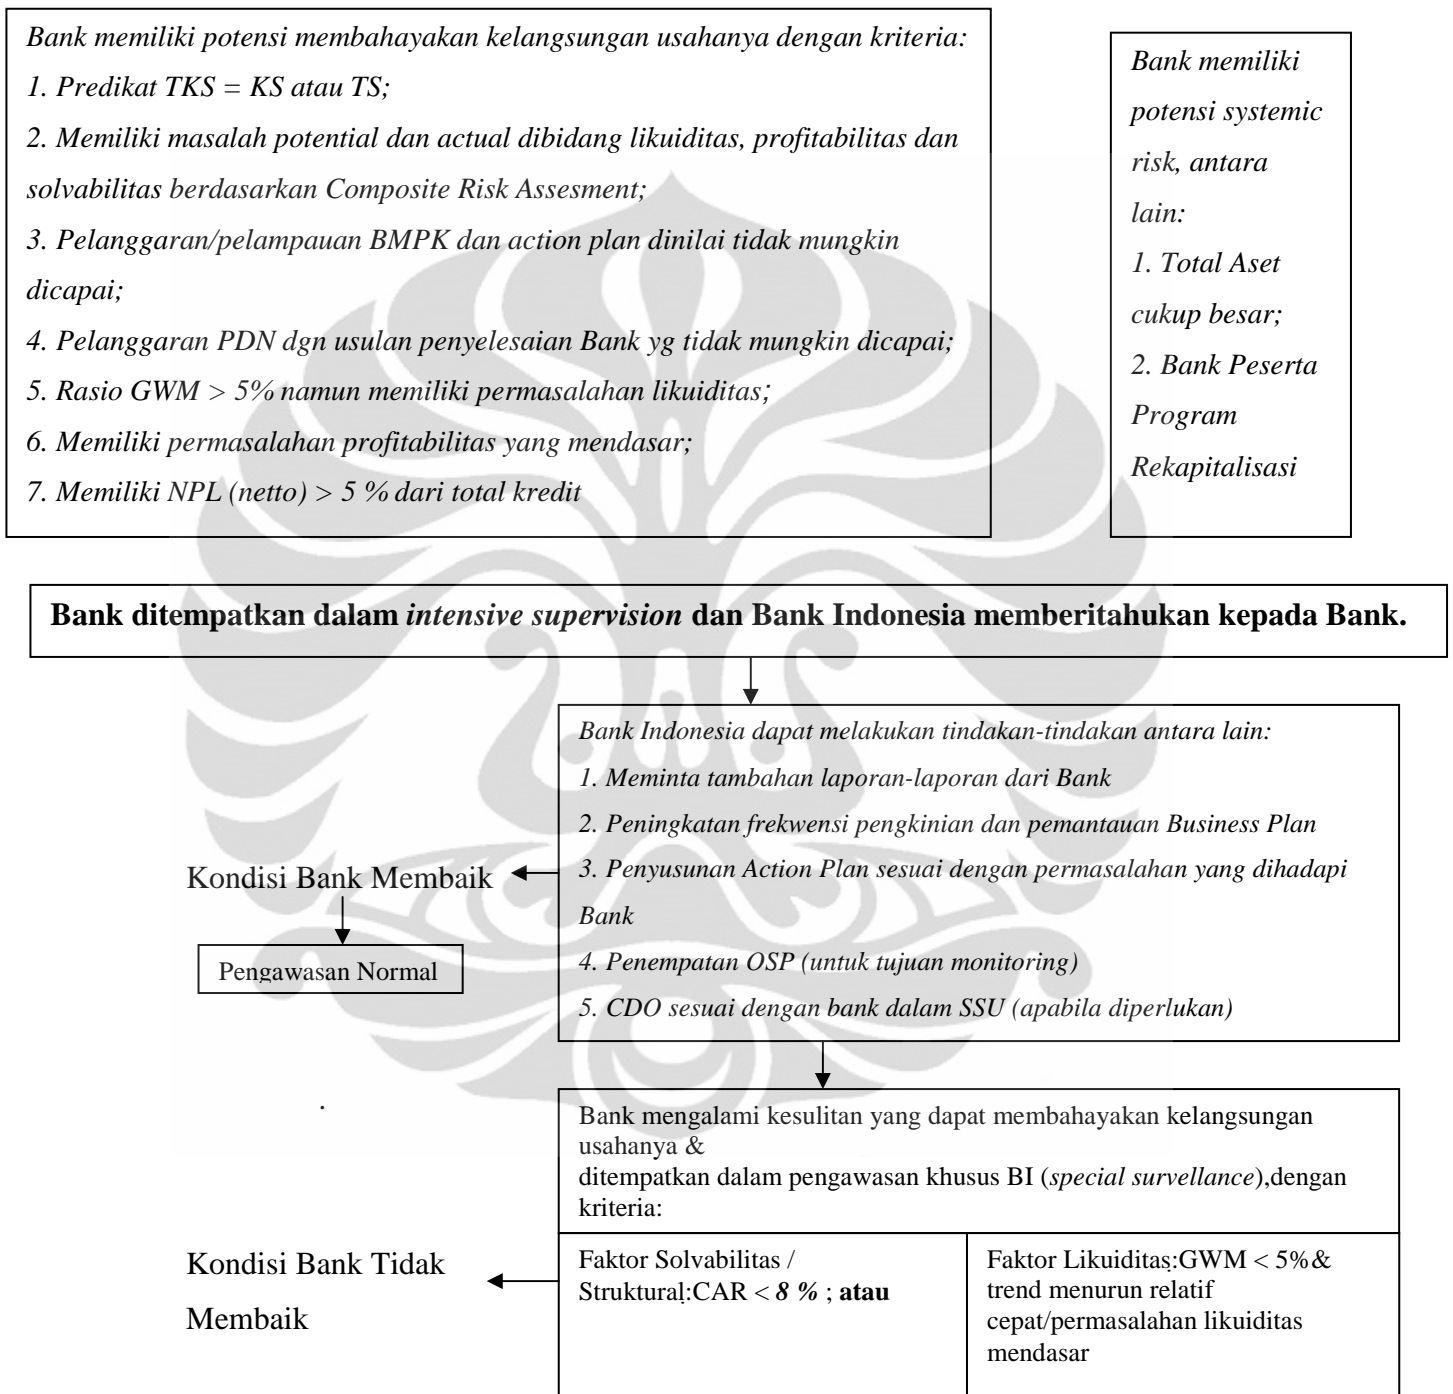 Bank memiliki potensi membahayakan kelangsungan usahanya dengan kriteria:
1. Predikat TKS = KS atau TS;
2. Memiliki masalah potential dan actual dibidang likuiditas, profitabilitas dan
solvabilitas berdasarkan Composite Risk Assesment;
3. Pelanggaran/pelampauan BMPK dan action plan dinilai tidak mungkin
dicapai;
4. Pelanggaran PDN dgn usulan penyelesaian Bank yg tidak mungkin dicapai;
5. Rasio GWM > 5% namun memiliki permasalahan likuiditas;
6. Memiliki permasalahan profitabilitas yang mendasar;
7. Memiliki NPL (netto) > 5 % dari total kredit
Bank memiliki
potensi systemic
risk, antara
lain:
1. Total Aset
cukup besar;
2. Bank Peserta
Program
Rekapitalisasi
Bank ditempatkan dalam intensive supervision dan Bank Indonesia memberitahukan kepada Bank.
Bank Indonesia dapat melakukan tindakan-tindakan antara lain:
1. Meminta tambahan laporan-laporan dari Bank
2. Peningkatan frekwensi pengkinian dan pemantauan Business Plan
3. Penyusunan Action Plan sesuai dengan permasalahan yang dihadapi
Bank
4. Penempatan OSP (untuk tujuan monitoring)
5. CDO sesuai dengan bank dalam SSU (apabila diperlukan)
Kondisi Bank Membaik
Pengawasan Normal
.
Bank mengalami kesulitan yang dapat membahayakan kelangsungan
usahanya &
ditempatkan dalam pengawasan khusus BI (special survellance),dengan
kriteria:
Faktor Solvabilitas /
Struktural:CAR < 8 % ; atau
Faktor Likuiditas:GWM < 5%&
trend menurun relatif
cepat/permasalahan likuiditas
mendasar
Kondisi Bank Tidak
Membaik